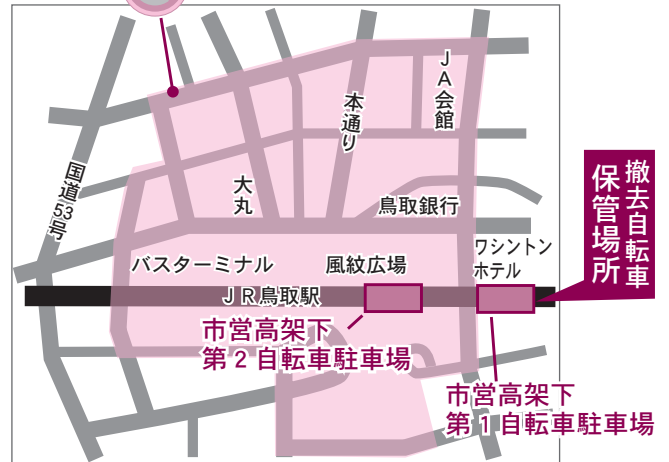 JA会館
本通り
国道53号
大丸
鳥取銀行
撤去自転車
保管場所
ワシントン
ホテル
バスターミナル
風紋広場
JR鳥取駅
市営高架下
第2自転車駐車場
市営高架下
第1自転車駐車場